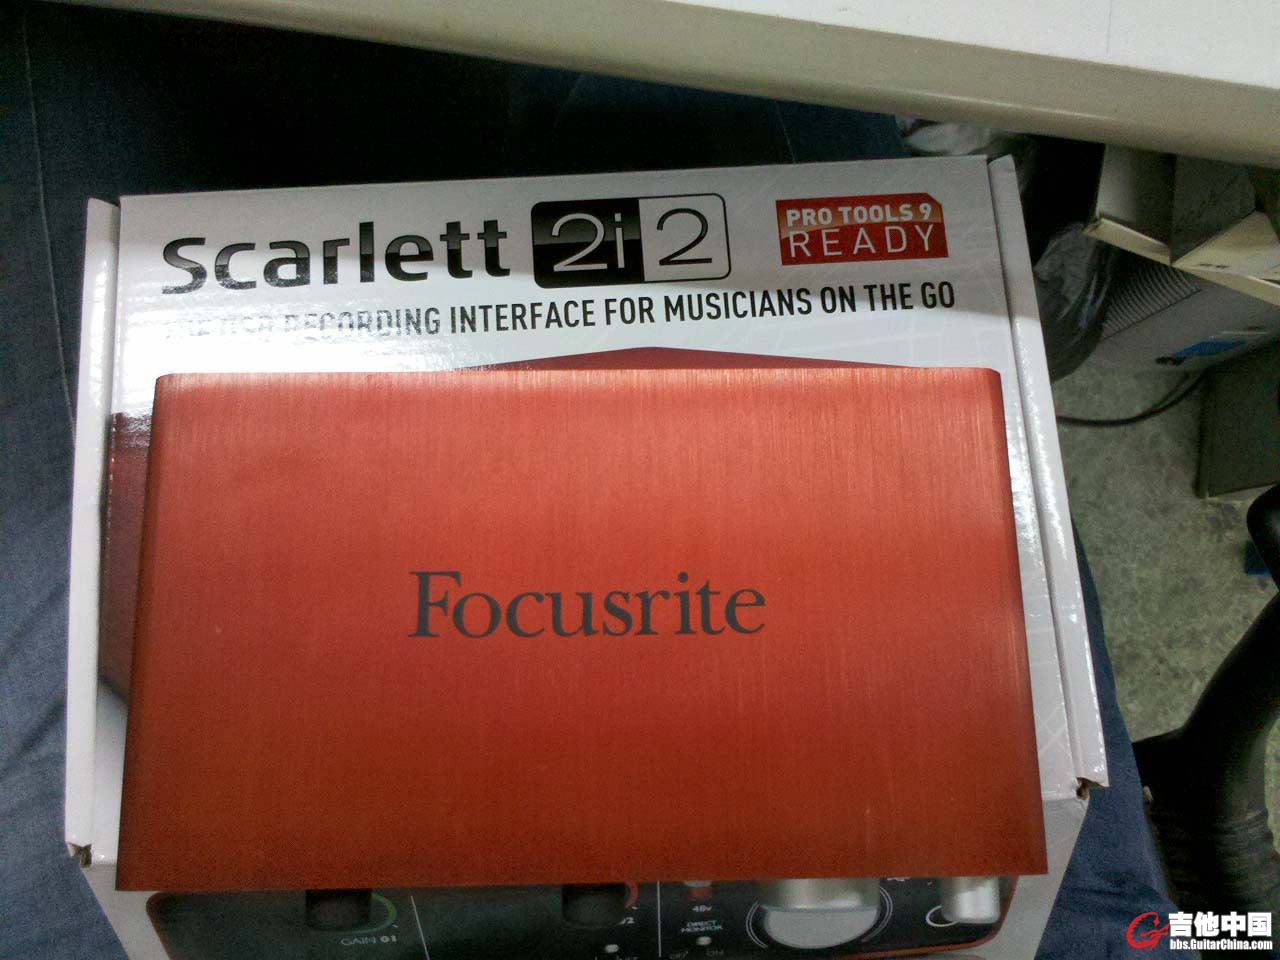 Scarlett 2i2
PRO TOOLS 9
READY
RECORDING INTERFACE FOR MUSICIANS ON THE GO
Focusrite
GAIN 01
48v
DIRECT
MONITOR
ON
吉他中国
bbs.GuitarChina.com